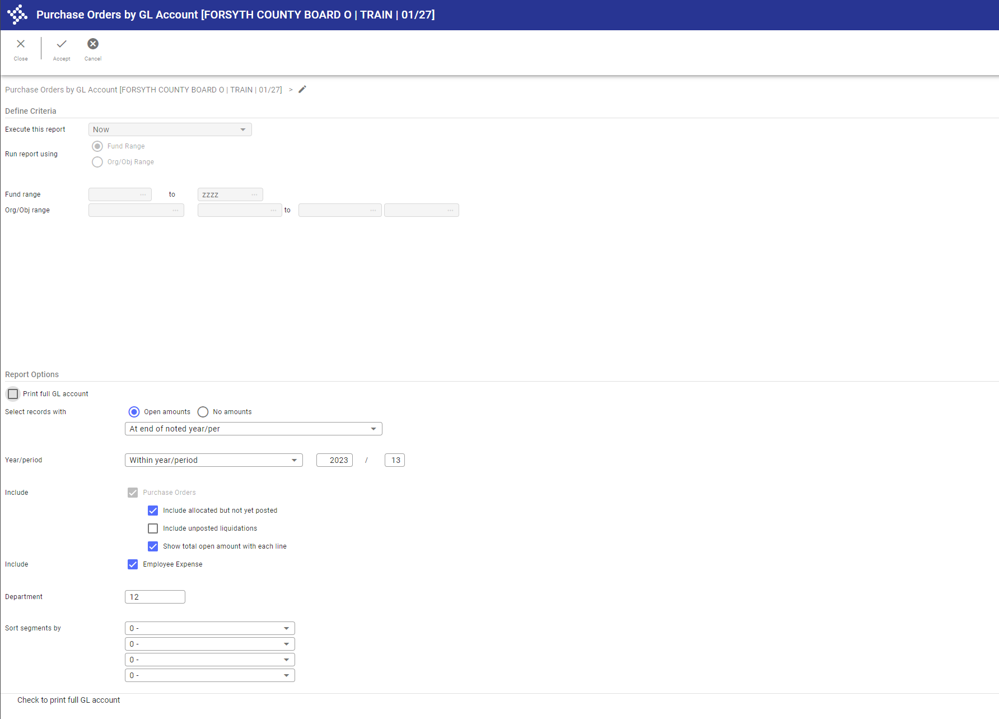 Purchase Orders by GL Account [FORSYTH COUNTY BOARD O | TRAIN | 01/27]
Close Accept Cancel
Purchase Orders by GL Account [FORSYTH COUNTY BOARD O | TRAIN | 01/27] >
Define Criteria
Execute this report Now
Fund Range
Run report using
Org/Obj Range
Fund range ... to zzzz ...
Org/Obj range ... ... to ... ...
Report Options
Print full GL account
Select records with Open amounts No amounts
At end of noted year/per
Year/period Within year/period 2023 / 13
Include Purchase Orders
Include allocated but not yet posted
Include unposted liquidations
Show total open amount with each line
Include Employee Expense
Department 12
Sort segments by 0 -
0 -
0 -
0 -
Check to print full GL account